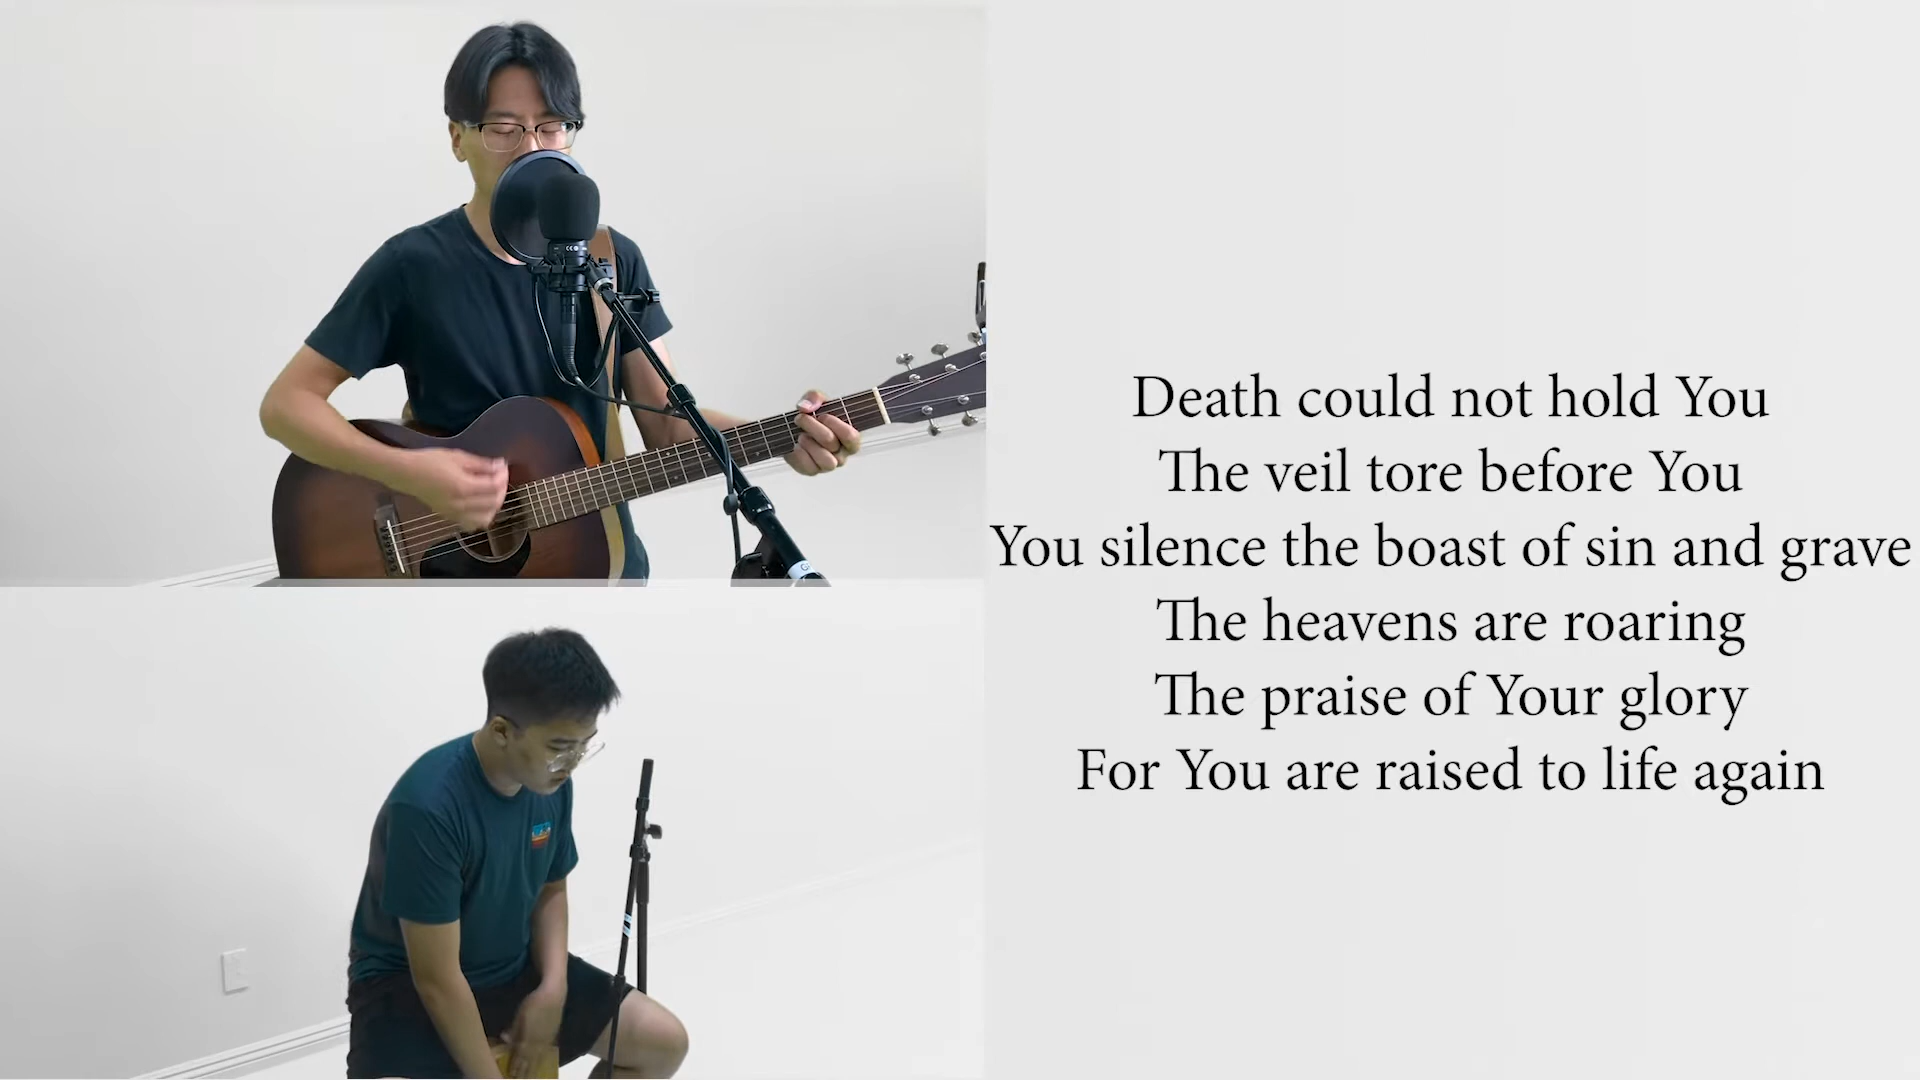 Death could not hold You
The veil tore before You
You silence the boast of sin and grave
The heavens are roaring
The praise of Your glory
For You are raised to life again